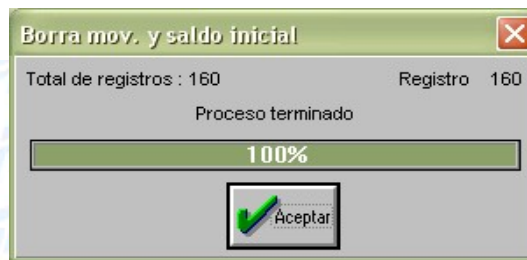 Borra mov. y saldo inicial
Total de registros : 160 Registro 160
Proceso terminado
100%
Aceptar